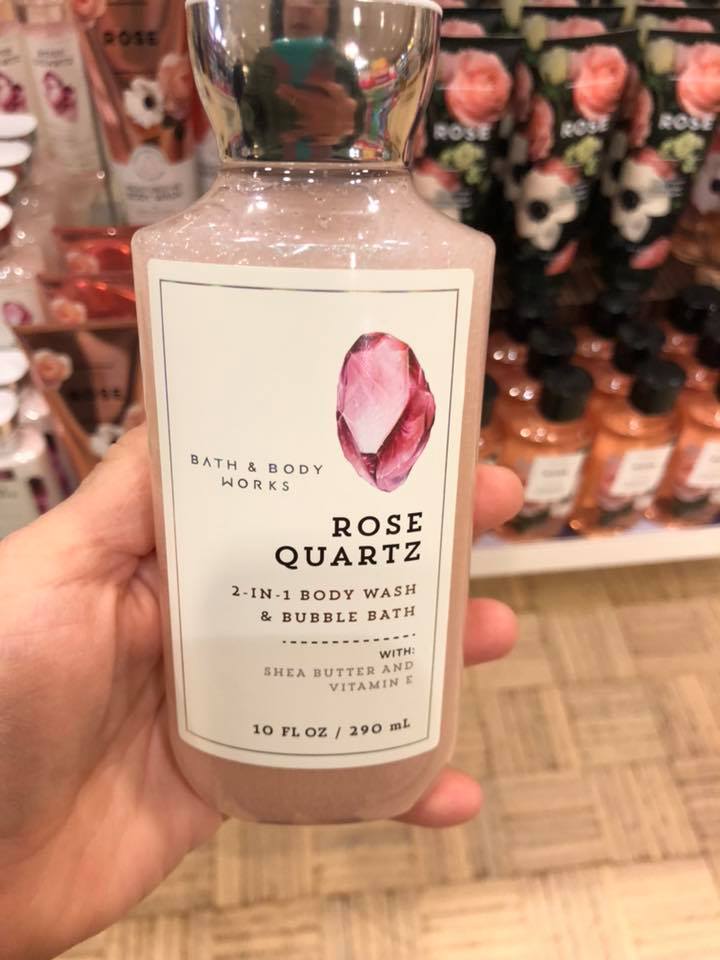 BATH & BODY
WORKS
ROSE
QUARTZ
2-IN-1 BODY WASH
& BUBBLE BATH
WITH:
SHEA BUTTER AND
VITAMIN E
10 FL OZ / 290 mL
ROSE
ROSE
ROSE
ROSE
ROSE